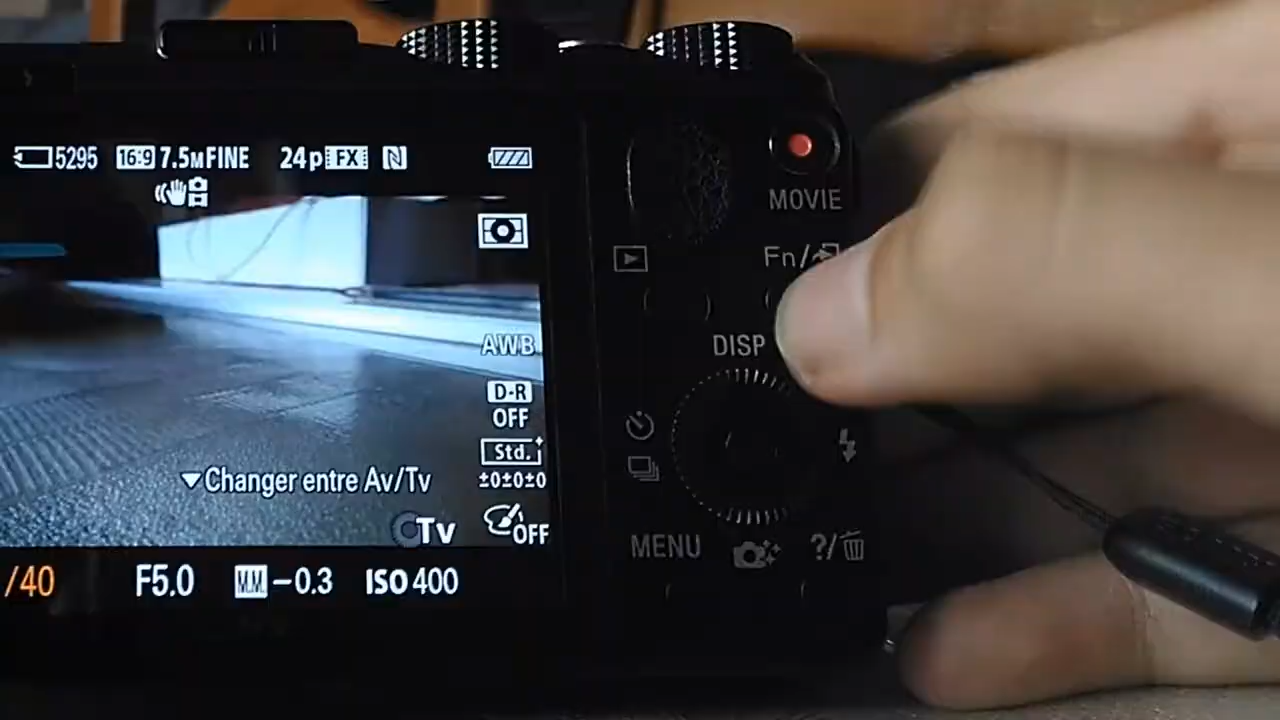 5295 16:9 7.5M FINE 24p FX N
MOVIE
Fn/
AWB
DISP
D-R
OFF
Std.
±0±0±0
Changer entre Av/Tv
Tv
OFF
MENU
?/
/40 F5.0 M.M. -0.3 ISO 400